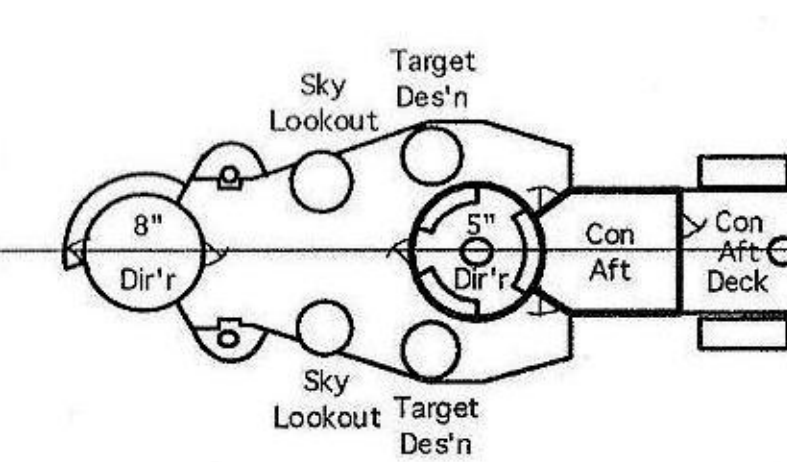 Target
Des'n
Sky
Lookout
8"
Dir'r
5"
Dir'r
Con
Aft
Con
Aft
Deck
Sky
Lookout
Target
Des'n